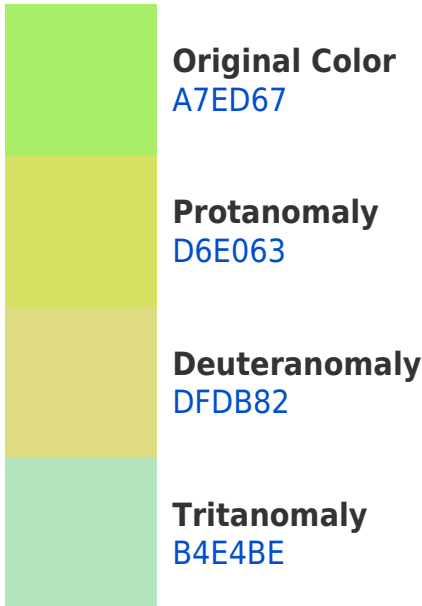 Original Color
A7ED67
Protanomaly
D6E063
Deuteranomaly
DFDB82
Tritanomaly
B4E4BE